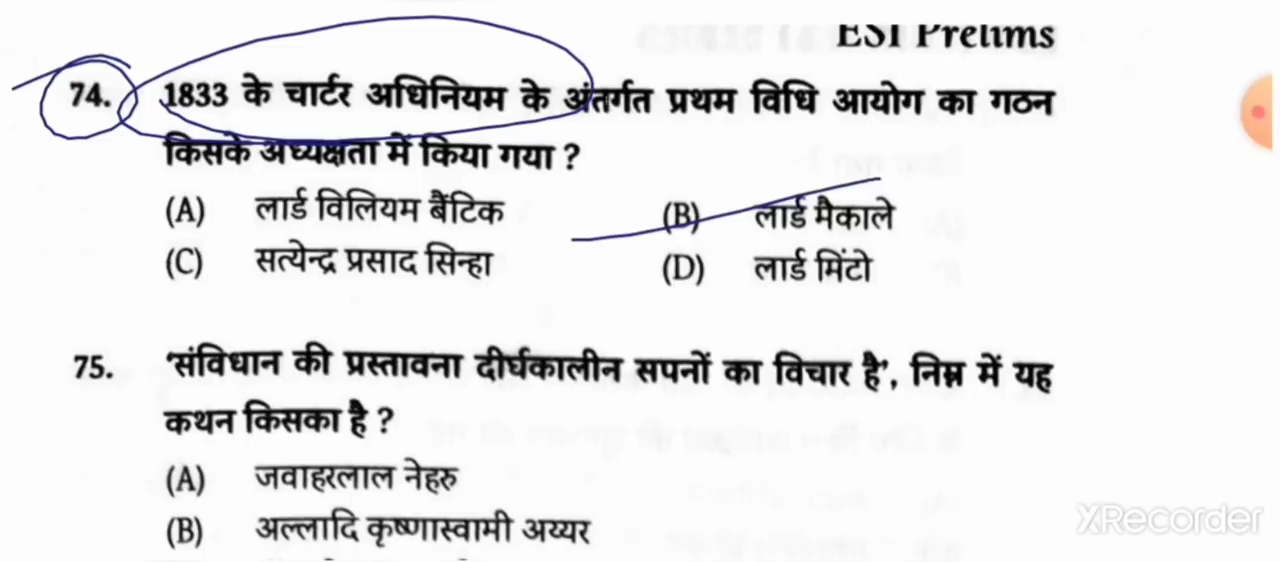 ESI Prelims
74. 1833 के चार्टर अधिनियम के अंतर्गत प्रथम विधि आयोग का गठन
किसके अध्यक्षता में किया गया ?
(A) लार्ड विलियम बैंटिक (B) लार्ड मैकाले
(C) सत्येन्द्र प्रसाद सिन्हा (D) लार्ड मिंटो
75. 'संविधान की प्रस्तावना दीर्घकालीन सपनों का विचार है', निम्न में यह
कथन किसका है ?
(A) जवाहरलाल नेहरु
(B) अल्लादि कृष्णास्वामी अय्यर
XRecorder